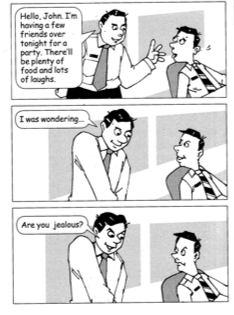 Hello, John. I'm
having a few
friends over
tonight for a
party. There'll
be plenty of
food and lots
of laughs.
I was wondering...
Are you jealous?